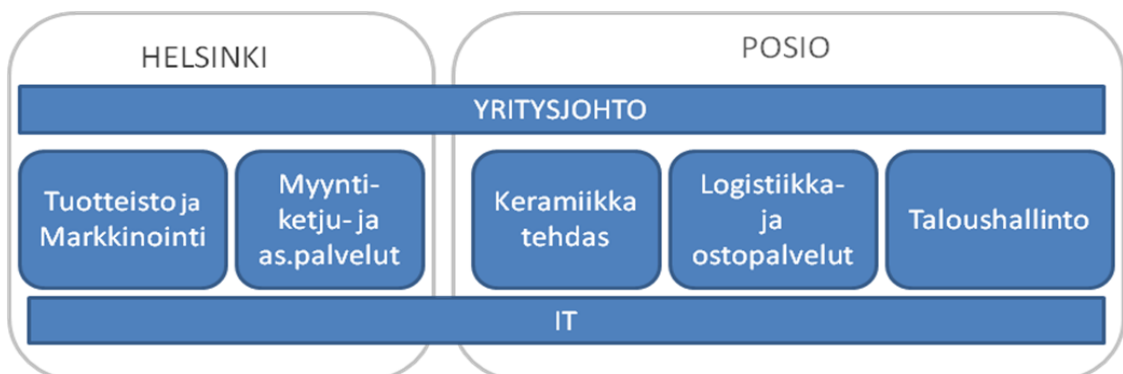 HELSINKI
POSIO
YRITYSJOHTO
Tuotteisto ja
Markkinointi
Myynti-
ketju- ja
as.palvelut
Keramiikka
tehdas
Logistiikka-
ja
ostopalvelut
Taloushallinto
IT